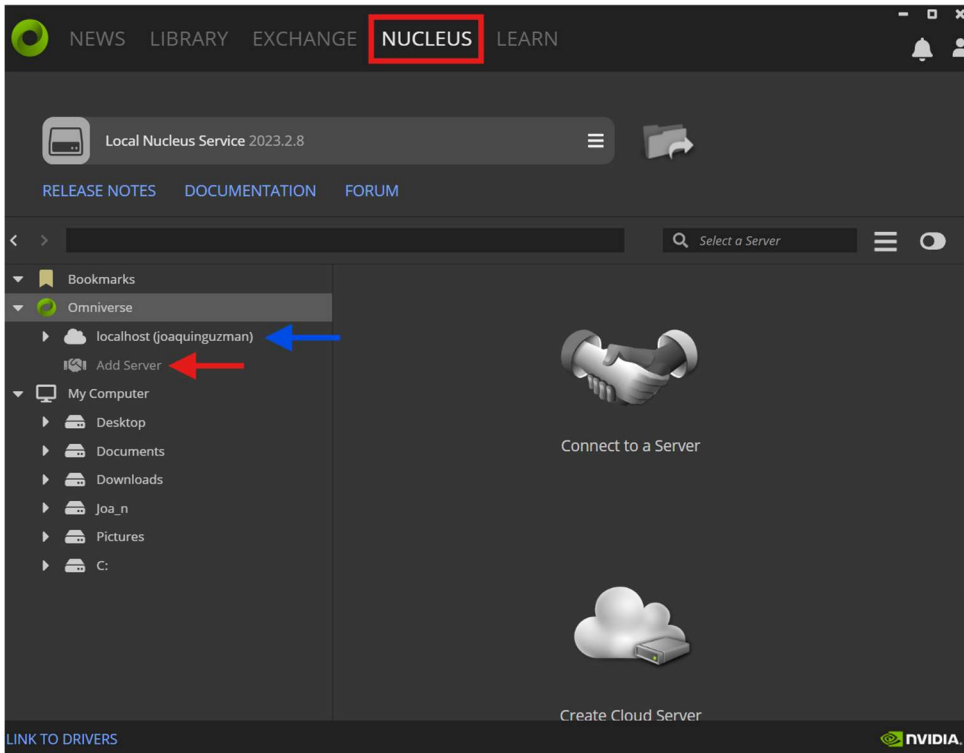 NEWS LIBRARY EXCHANGE NUCLEUS LEARN
Local Nucleus Service 2023.2.8
RELEASE NOTES DOCUMENTATION FORUM
Select a Server
Bookmarks
Omniverse
localhost (joaquinguzman)
Add Server
My Computer
Desktop
Documents
Downloads
Joa_n
Pictures
C:
Connect to a Server
Create Cloud Server
LINK TO DRIVERS
NVIDIA.